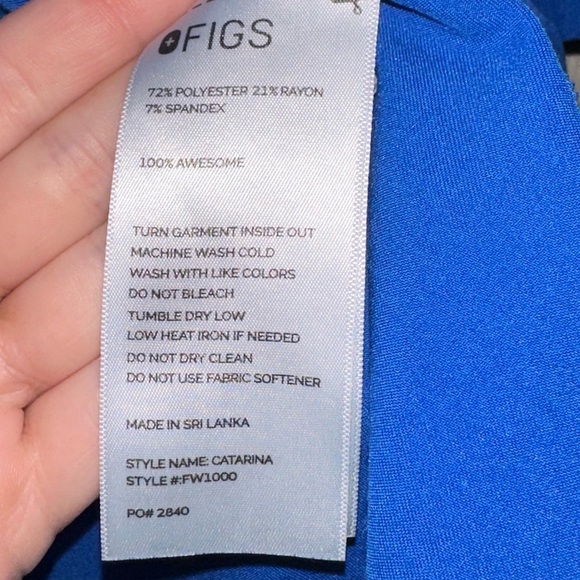 FIGS
72% POLYESTER 21% RAYON
7% SPANDEX
100% AWESOME
TURN GARMENT INSIDE OUT
MACHINE WASH COLD
WASH WITH LIKE COLORS
DO NOT BLEACH
TUMBLE DRY LOW
LOW HEAT IRON IF NEEDED
DO NOT DRY CLEAN
DO NOT USE FABRIC SOFTENER
MADE IN SRI LANKA
STYLE NAME: CATARINA
STYLE #:FW1000
PO# 2840